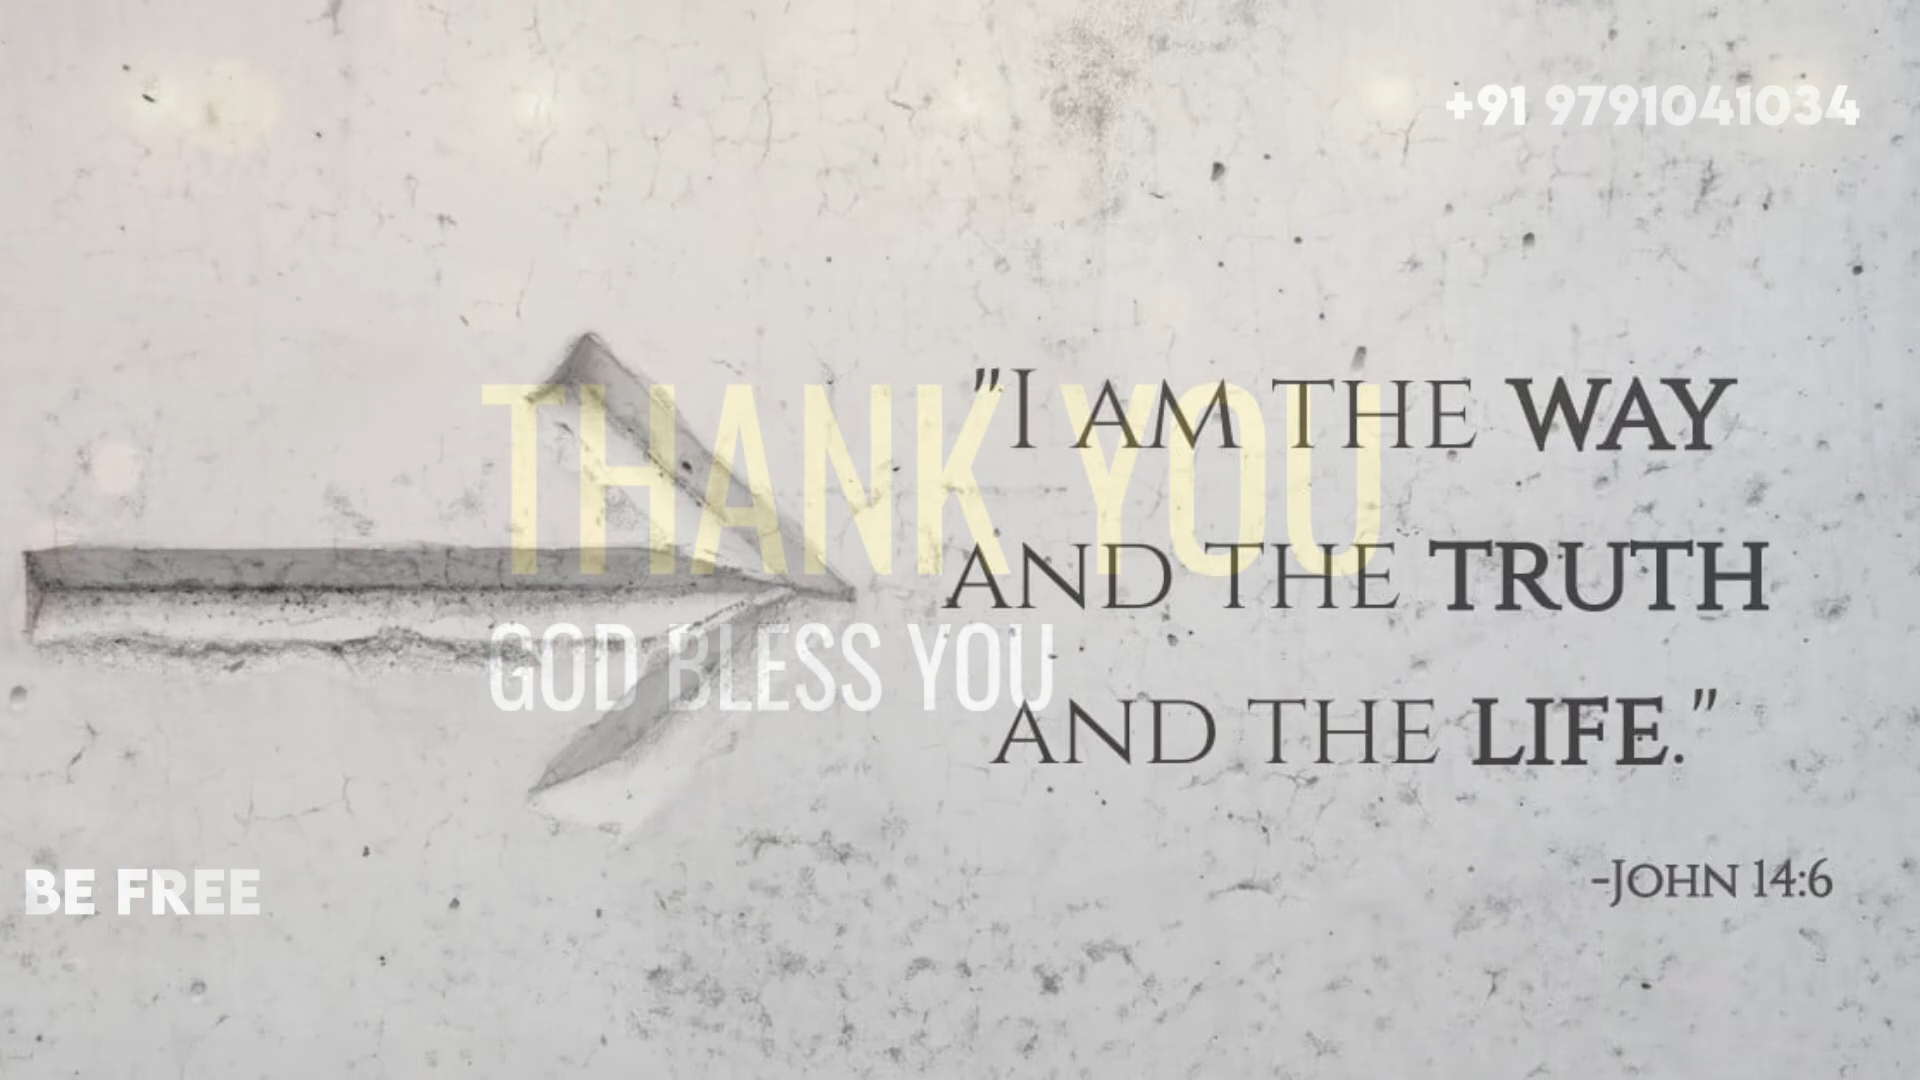 +91 9791041034
"I AM THE WAY
AND THE TRUTH
AND THE LIFE."
-JOHN 14:6
THANK YOU
GOD BLESS YOU
BE FREE